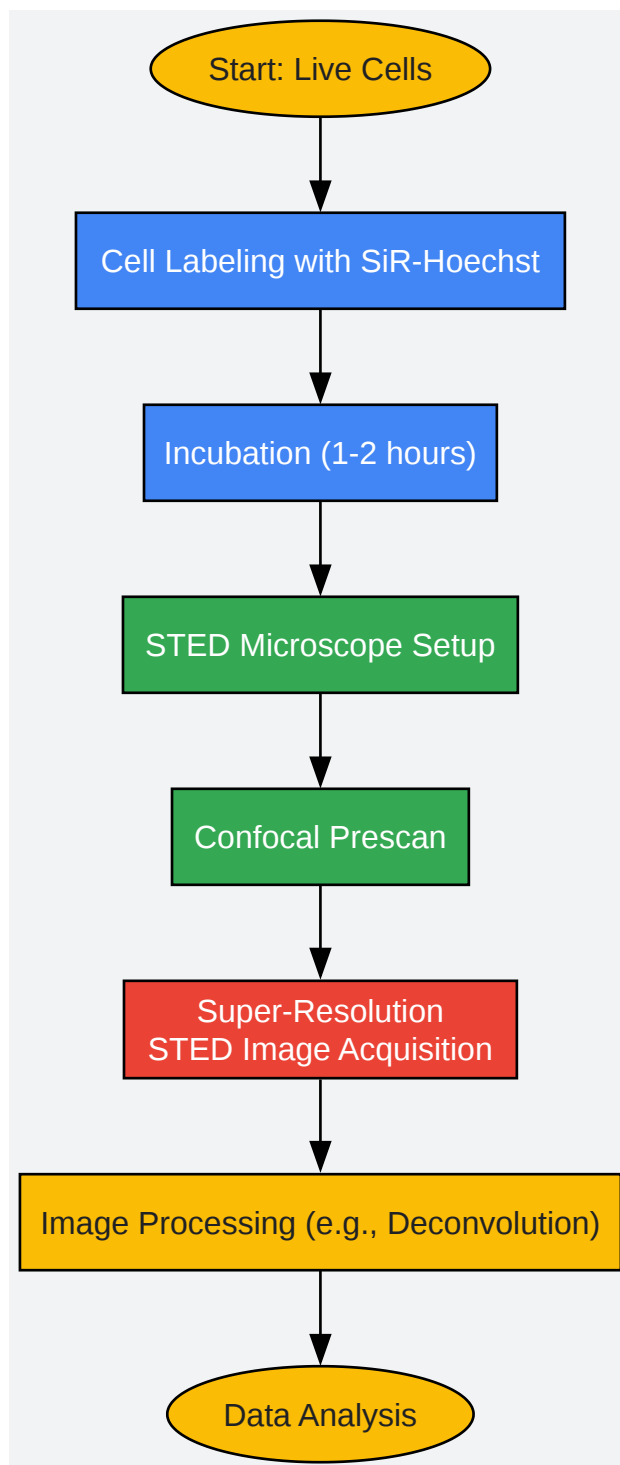 Start: Live Cells
Cell Labeling with SiR-Hoechst
Incubation (1-2 hours)
STED Microscope Setup
Confocal Prescan
Super-Resolution
STED Image Acquisition
Image Processing (e.g., Deconvolution)
Data Analysis